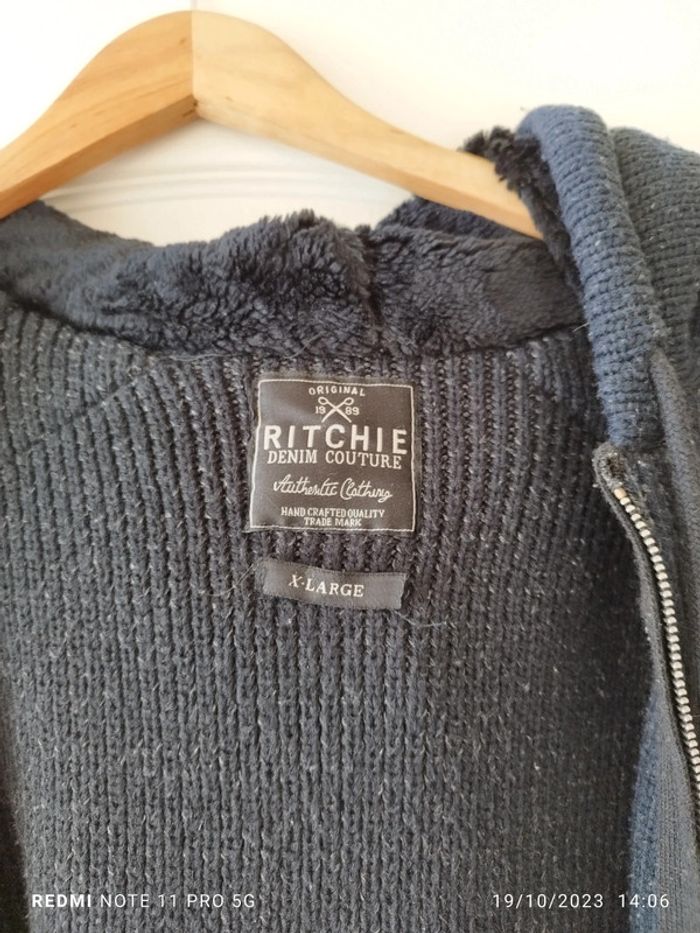 ORIGINAL
19 89
RITCHIE
DENIM COUTURE
Authentic Clothing
HAND CRAFTED QUALITY
TRADE MARK
X-LARGE
REDMI NOTE 11 PRO 5G
19/10/2023 14:06